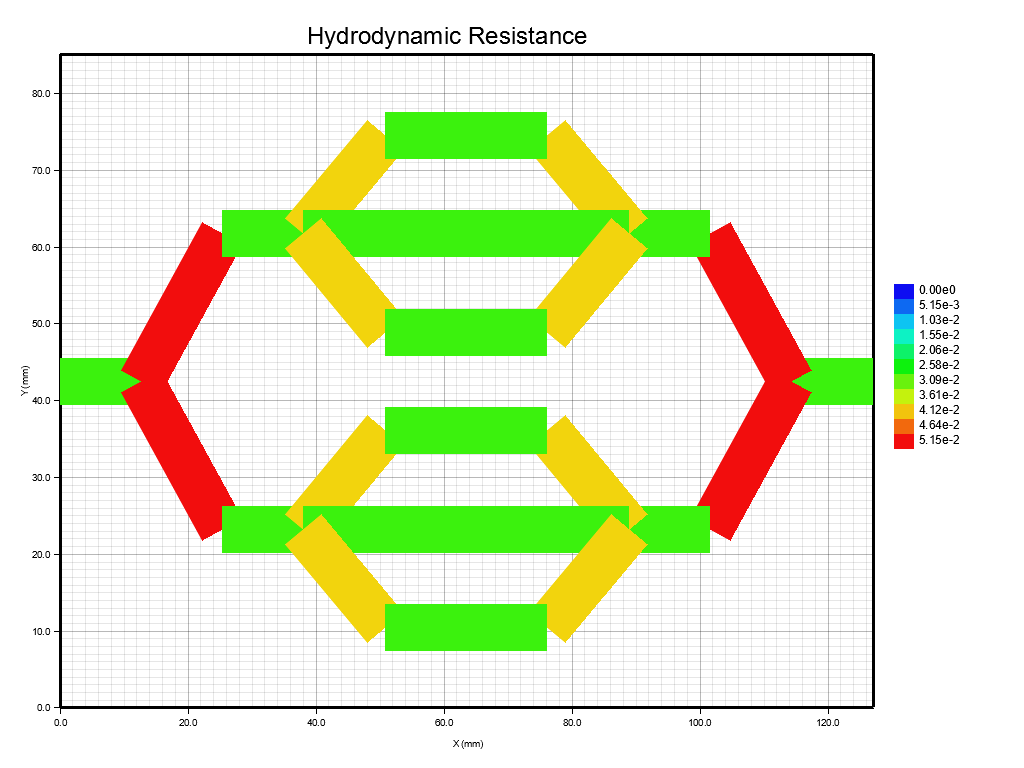 Hydrodynamic Resistance
80.0
70.0
60.0
50.0
40.0
30.0
20.0
10.0
0.0
Y (mm)
0.0 20.0 40.0 60.0 80.0 100.0 120.0
X (mm)
0.00e0
5.15e-3
1.03e-2
1.55e-2
2.06e-2
2.58e-2
3.09e-2
3.61e-2
4.12e-2
4.64e-2
5.15e-2